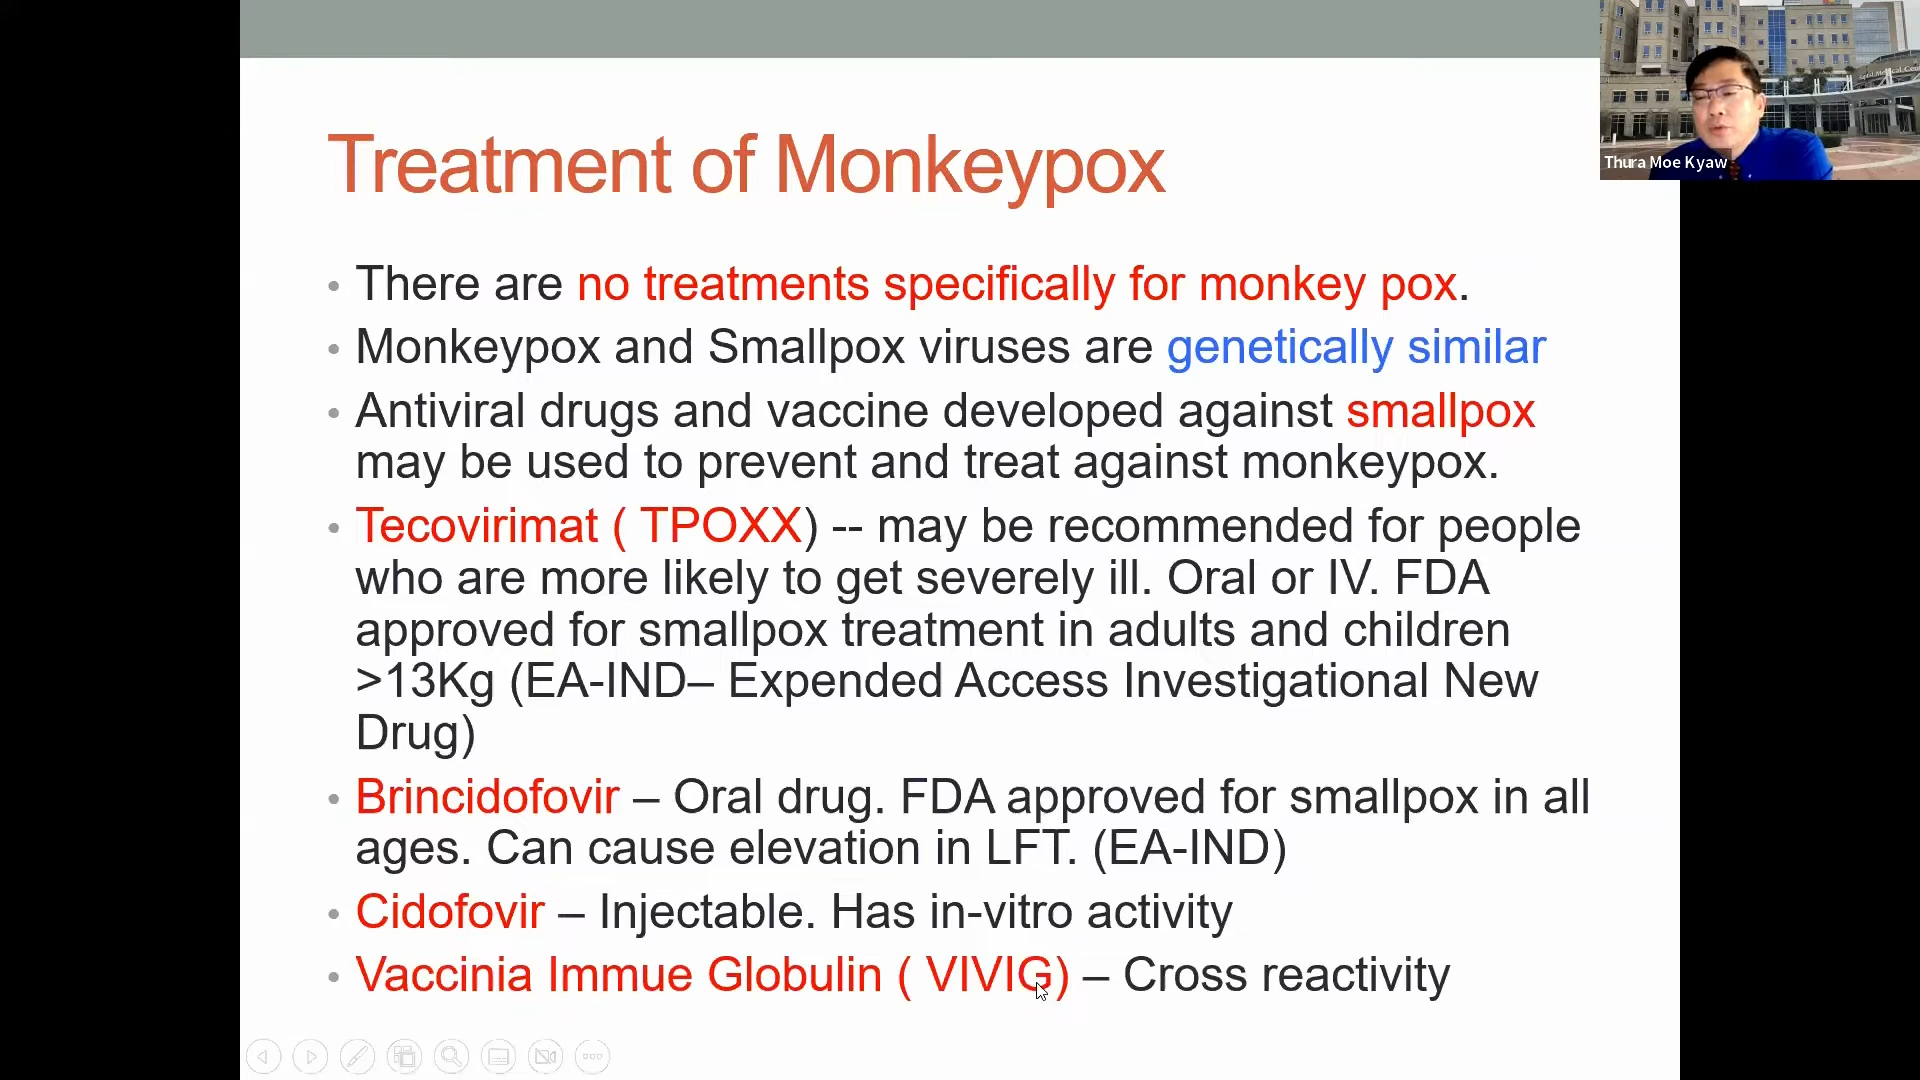 Treatment of Monkeypox
• There are no treatments specifically for monkey pox.
• Monkeypox and Smallpox viruses are genetically similar
• Antiviral drugs and vaccine developed against smallpox
may be used to prevent and treat against monkeypox.
• Tecovirimat ( TPOXX) -- may be recommended for people
who are more likely to get severely ill. Oral or IV. FDA
approved for smallpox treatment in adults and children
>13Kg (EA-IND– Expended Access Investigational New
Drug)
• Brincidofovir – Oral drug. FDA approved for smallpox in all
ages. Can cause elevation in LFT. (EA-IND)
• Cidofovir – Injectable. Has in-vitro activity
• Vaccinia Immue Globulin ( VIVIG) – Cross reactivity
Thura Moe Kyaw